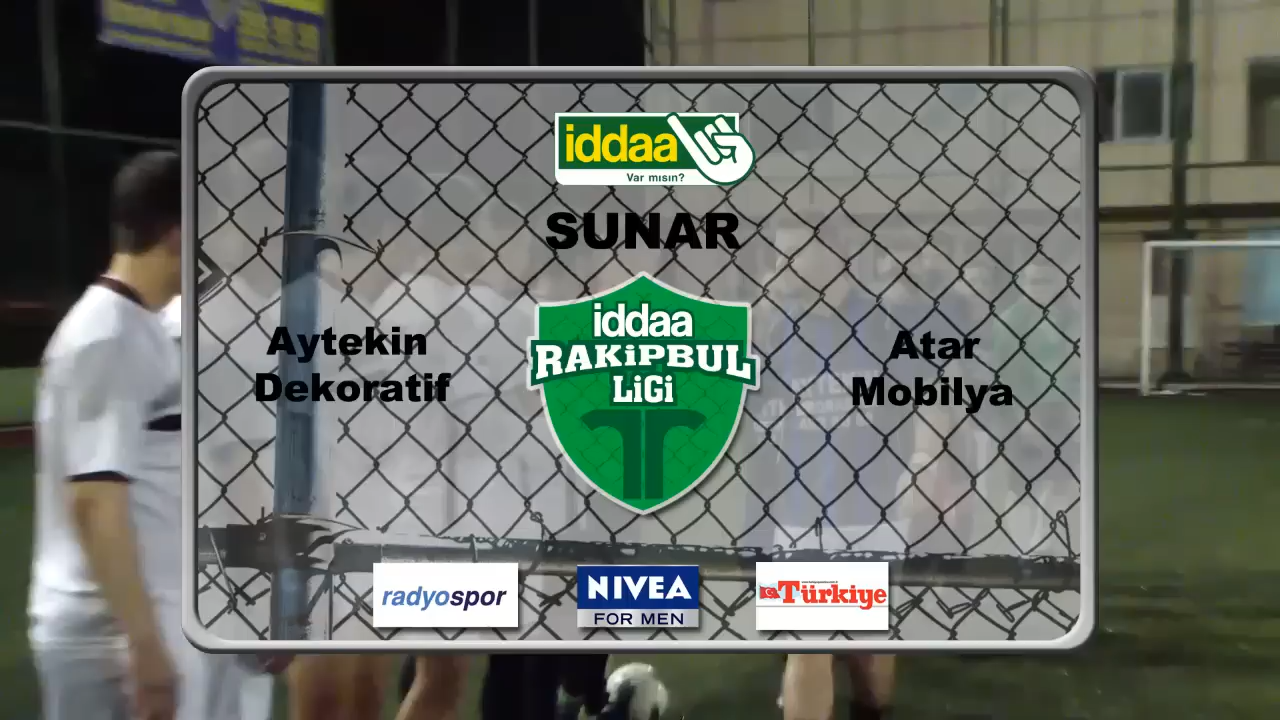 iddaa
Var mısın?
SUNAR
Aytekin
Dekoratif
iddaa
RAKiPBUL
LiGi
Atar
Mobilya
radyospor
NIVEA
FOR MEN
Türkiye